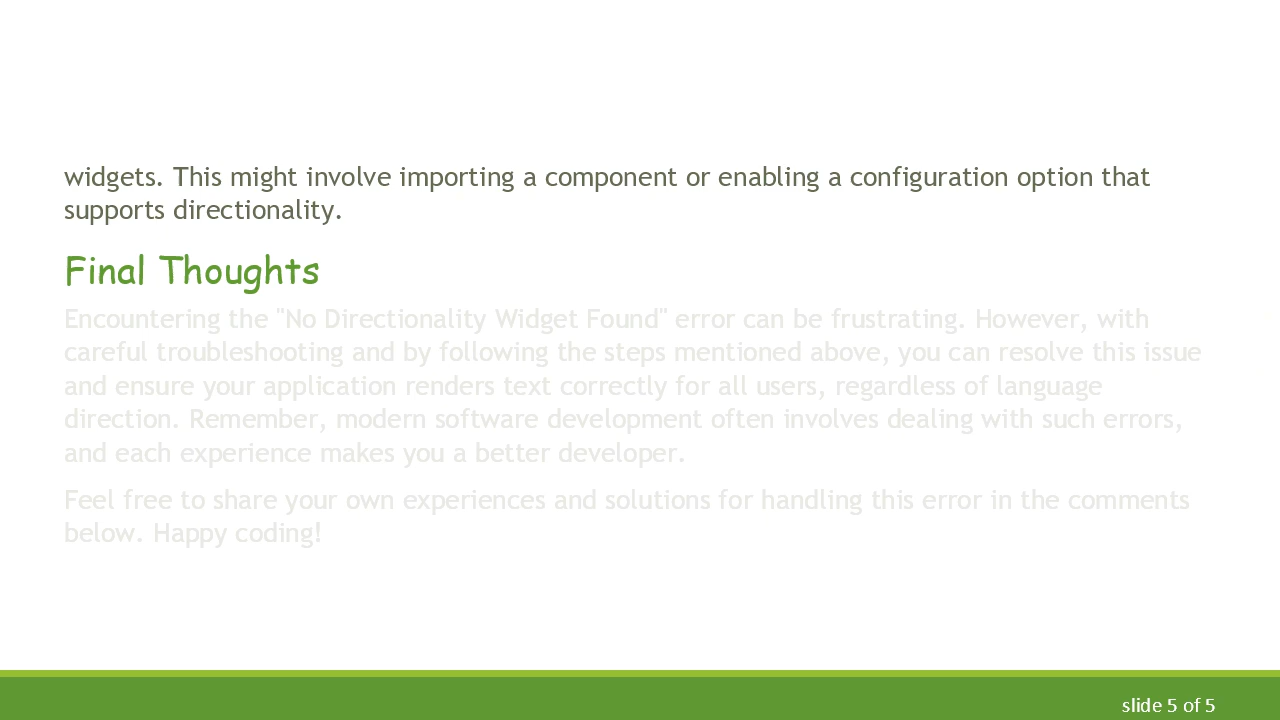 widgets. This might involve importing a component or enabling a configuration option that
supports directionality.
Final Thoughts
Encountering the "No Directionality Widget Found" error can be frustrating. However, with
careful troubleshooting and by following the steps mentioned above, you can resolve this issue
and ensure your application renders text correctly for all users, regardless of language
direction. Remember, modern software development often involves dealing with such errors,
and each experience makes you a better developer.
Feel free to share your own experiences and solutions for handling this error in the comments
below. Happy coding!
slide 5 of 5